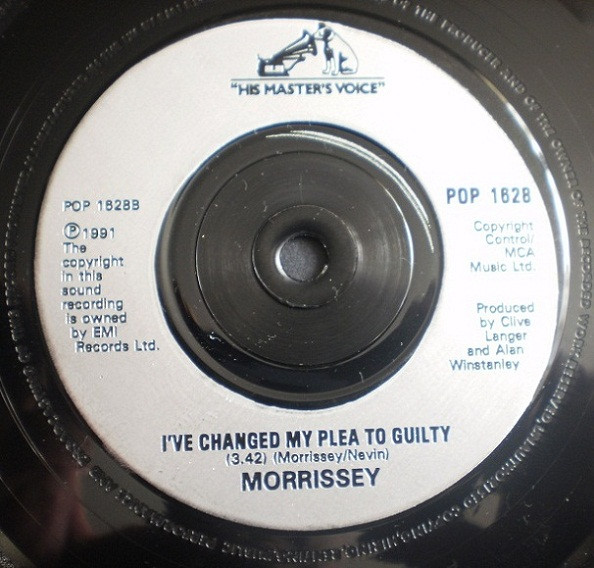 "HIS MASTER'S VOICE"
POP 1628B
℗ 1991
The
copyright
in this
sound
recording
is owned
by EMI
Records Ltd.
POP 1628
Copyright
Control/
MCA
Music Ltd.
Produced
by Clive
Langer
and Alan
Winstanley
I'VE CHANGED MY PLEA TO GUILTY
(3.42) (Morrissey/Nevin)
MORRISSEY